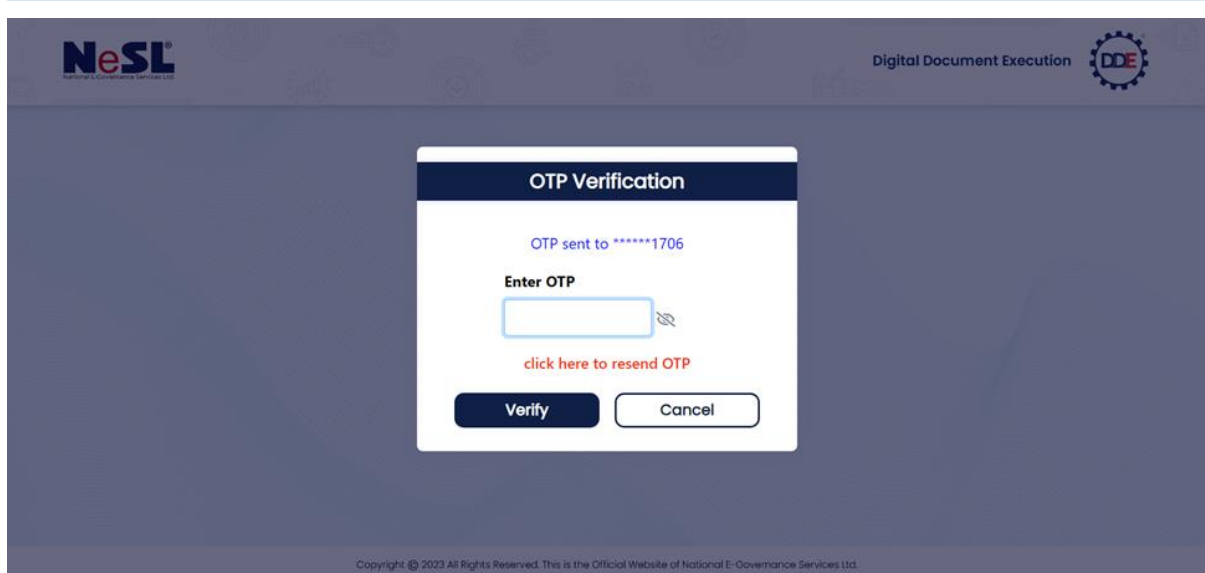 NeSL®
National E-Governance Services Ltd.
Digital Document Execution
DDE
OTP Verification
OTP sent to ******1706
Enter OTP
click here to resend OTP
Verify
Cancel
Copyright @ 2023 All Rights Reserved. This is the Official Website of National E-Governance Services Ltd.